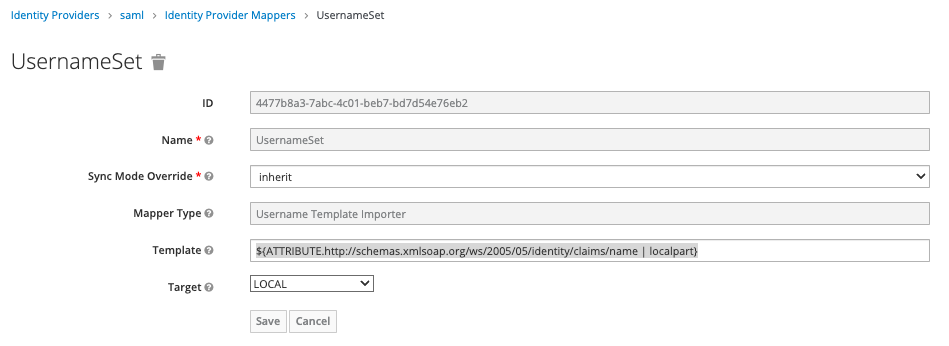 Identity Providers > saml > Identity Provider Mappers > UsernameSet
UsernameSet
ID 4477b8a3-7abc-4c01-beb7-bd7d54e76eb2
Name * UsernameSet
Sync Mode Override * inherit
Mapper Type Username Template Importer
Template ${ATTRIBUTE.http://schemas.xmlsoap.org/ws/2005/05/identity/claims/name | localpart}
Target LOCAL
Save Cancel